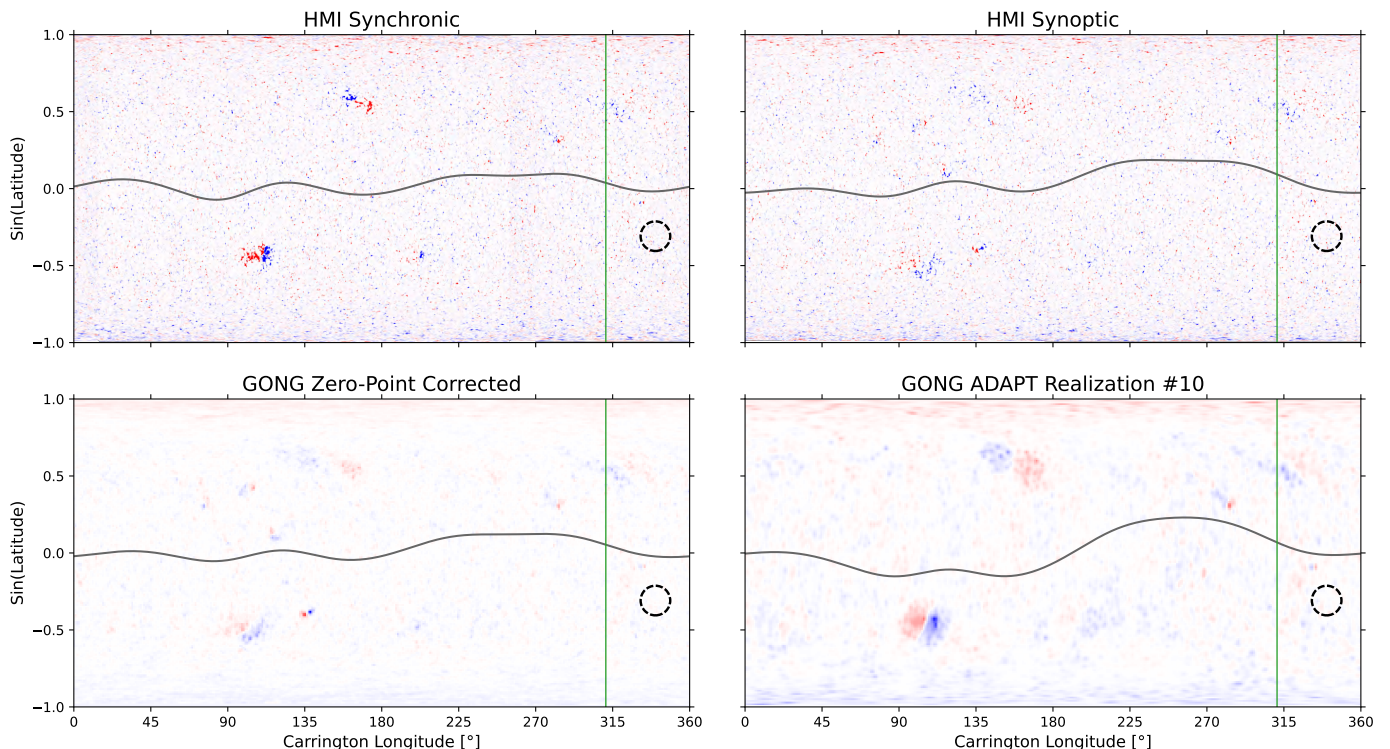 HMI Synchronic
HMI Synoptic
1.0
0.5
0.0
−0.5
−1.0
Sin(Latitude)
GONG Zero-Point Corrected
GONG ADAPT Realization #10
1.0
0.5
0.0
−0.5
−1.0
Sin(Latitude)
0 45 90 135 180 225 270 315 360
0 45 90 135 180 225 270 315 360
Carrington Longitude [°]
Carrington Longitude [°]